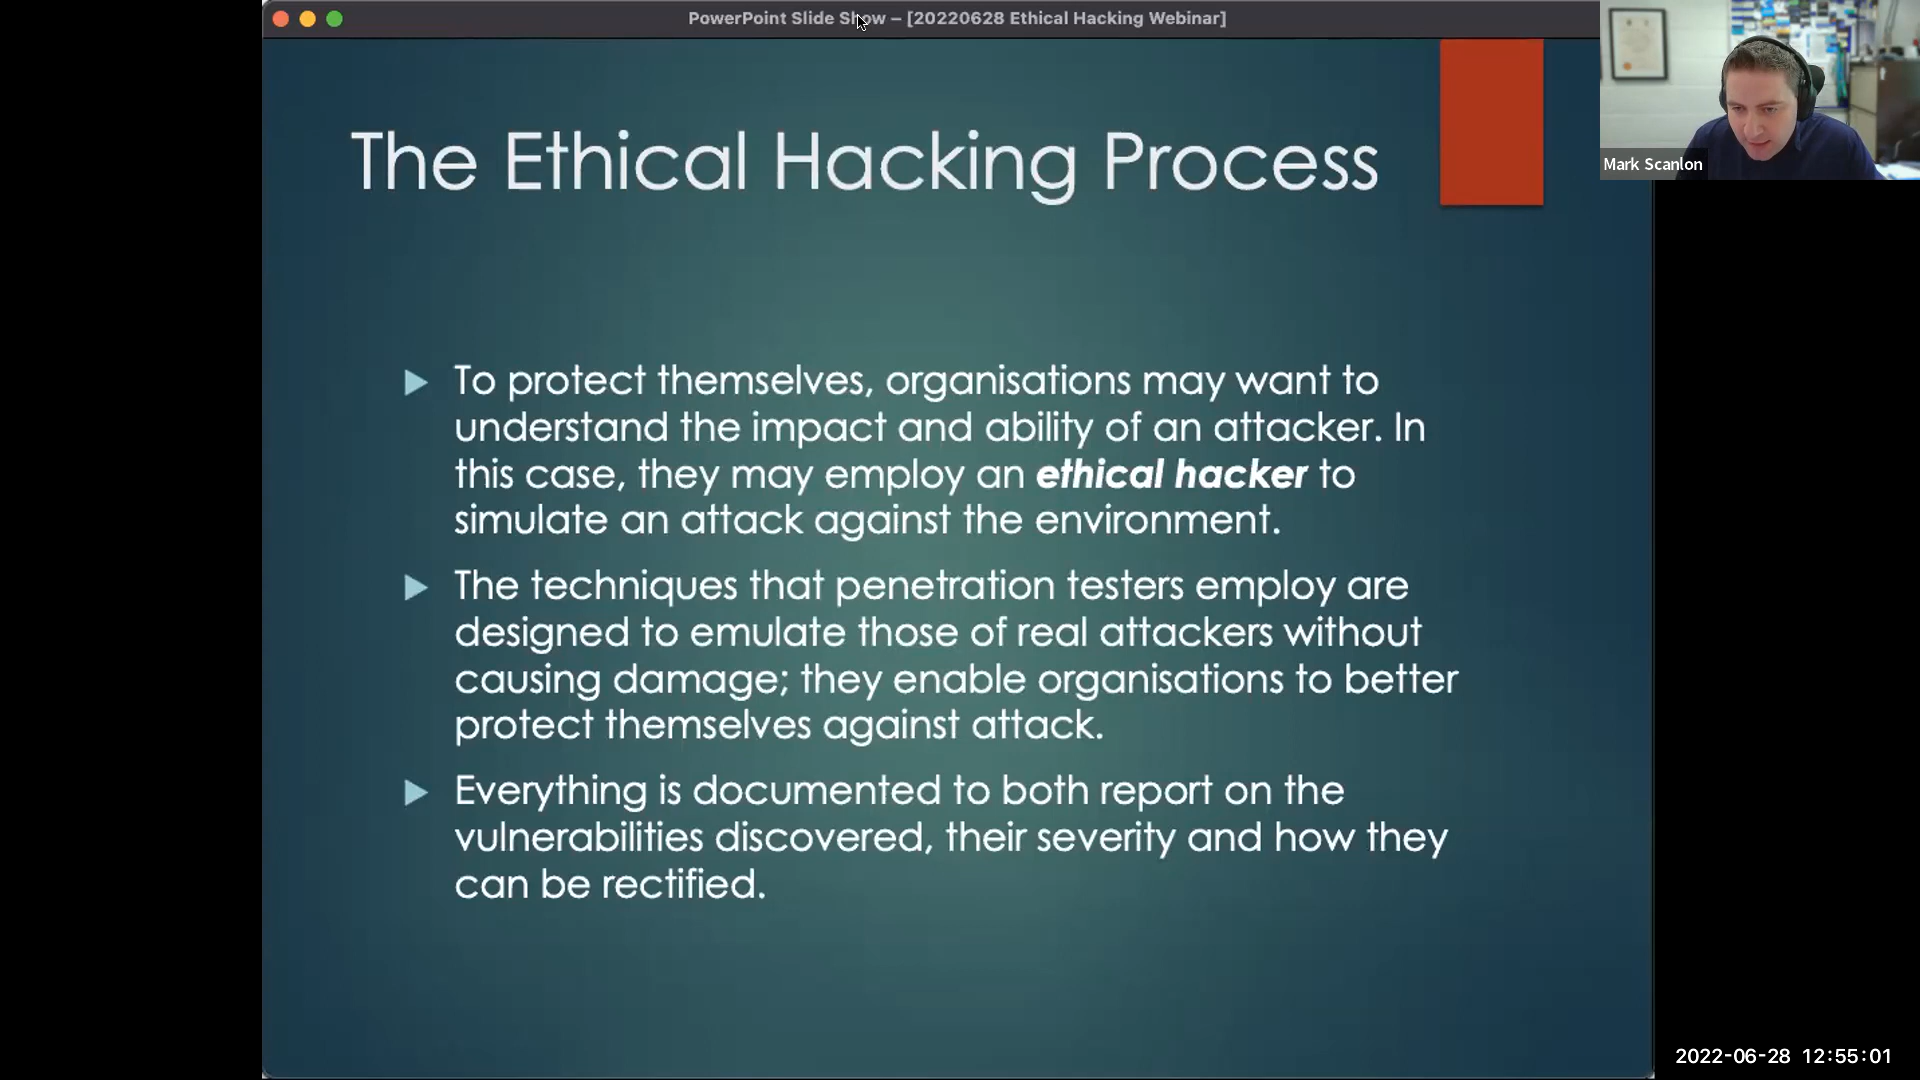 PowerPoint Slide Show – [20220628 Ethical Hacking Webinar]
Mark Scanlon
The Ethical Hacking Process
To protect themselves, organisations may want to
understand the impact and ability of an attacker. In
this case, they may employ an ethical hacker to
simulate an attack against the environment.
The techniques that penetration testers employ are
designed to emulate those of real attackers without
causing damage; they enable organisations to better
protect themselves against attack.
Everything is documented to both report on the
vulnerabilities discovered, their severity and how they
can be rectified.
2022-06-28 12:55:01